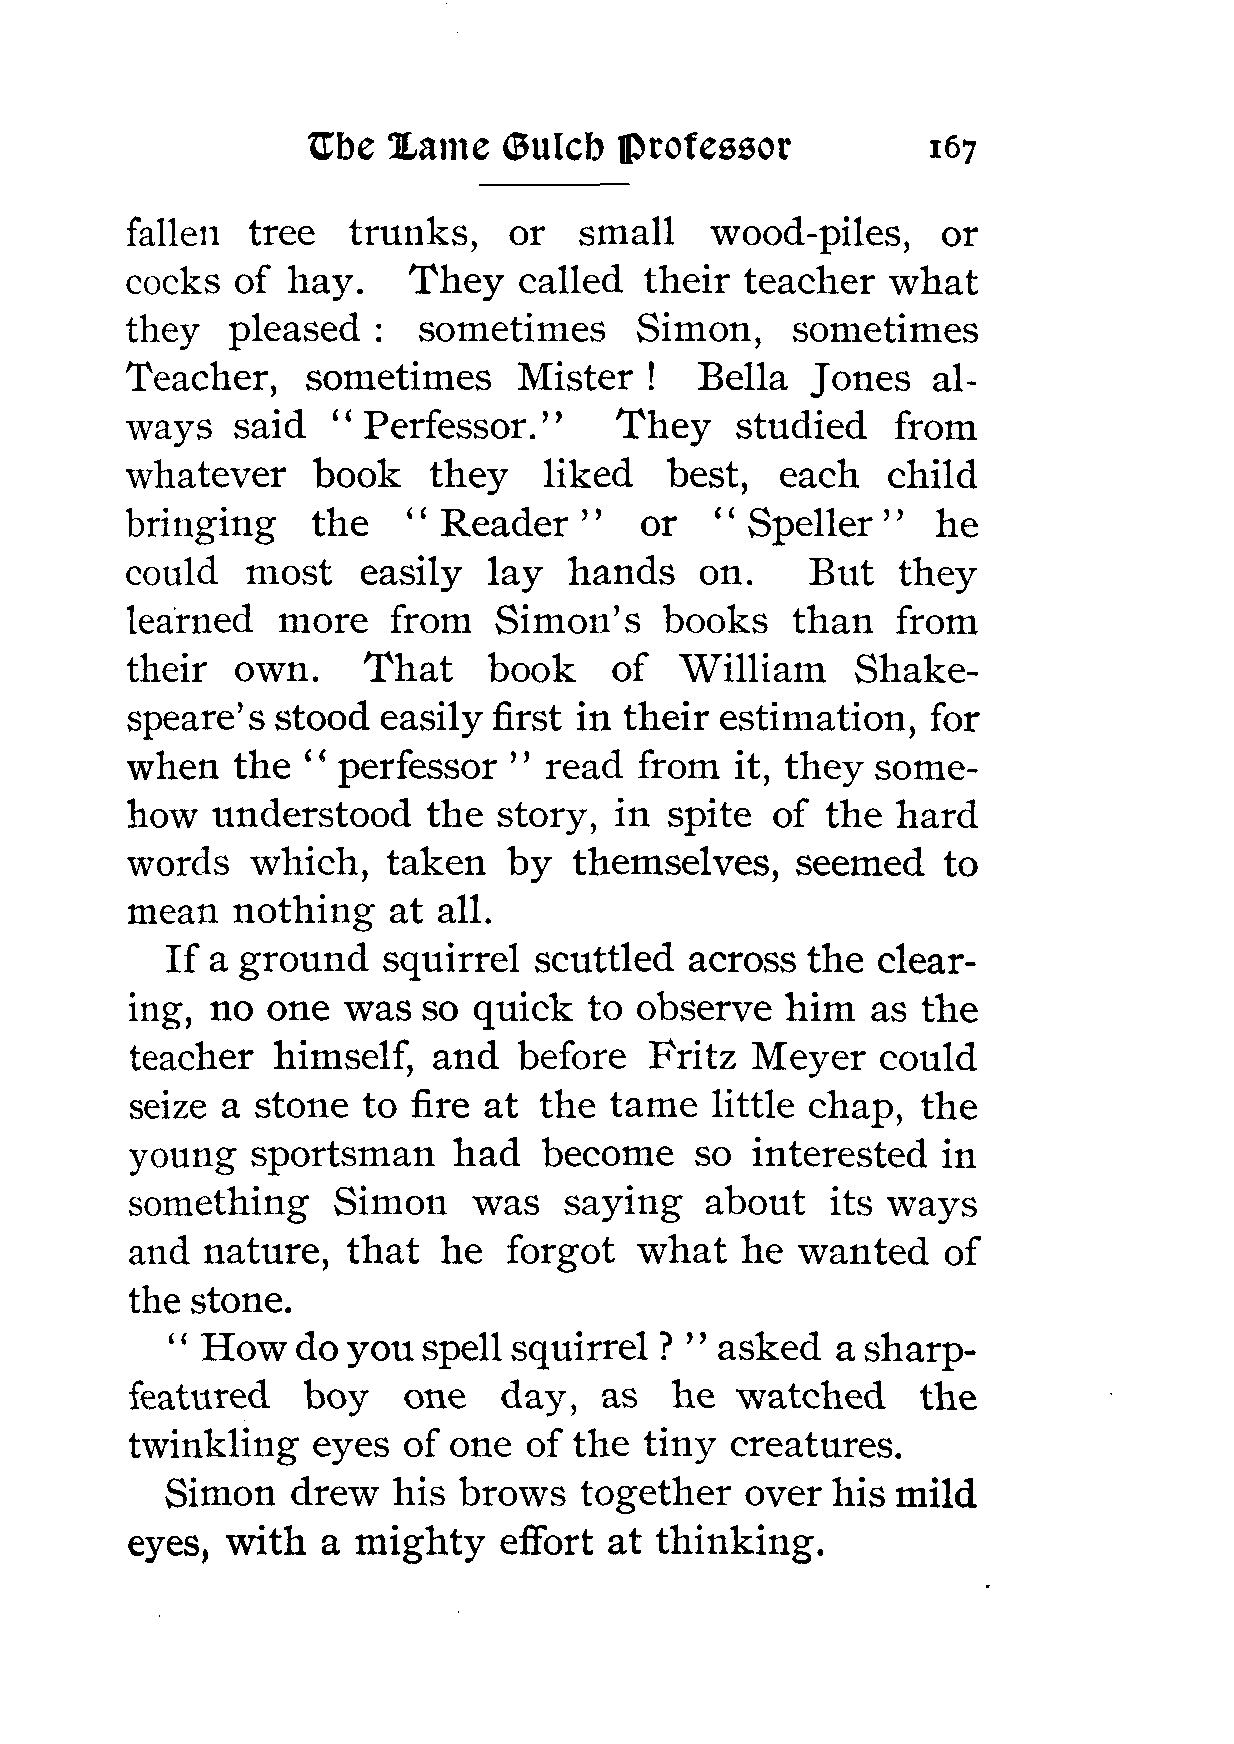 The Lame Gulch Professor 167
fallen tree trunks, or small wood-piles, or
cocks of hay. They called their teacher what
they pleased : sometimes Simon, sometimes
Teacher, sometimes Mister ! Bella Jones al-
ways said “ Perfessor.” They studied from
whatever book they liked best, each child
bringing the “ Reader ” or “ Speller ” he
could most easily lay hands on. But they
learned more from Simon’s books than from
their own. That book of William Shake-
speare’s stood easily first in their estimation, for
when the “ perfessor ” read from it, they some-
how understood the story, in spite of the hard
words which, taken by themselves, seemed to
mean nothing at all.
If a ground squirrel scuttled across the clear-
ing, no one was so quick to observe him as the
teacher himself, and before Fritz Meyer could
seize a stone to fire at the tame little chap, the
young sportsman had become so interested in
something Simon was saying about its ways
and nature, that he forgot what he wanted of
the stone.
“ How do you spell squirrel ? ” asked a sharp-
featured boy one day, as he watched the
twinkling eyes of one of the tiny creatures.
Simon drew his brows together over his mild
eyes, with a mighty effort at thinking.